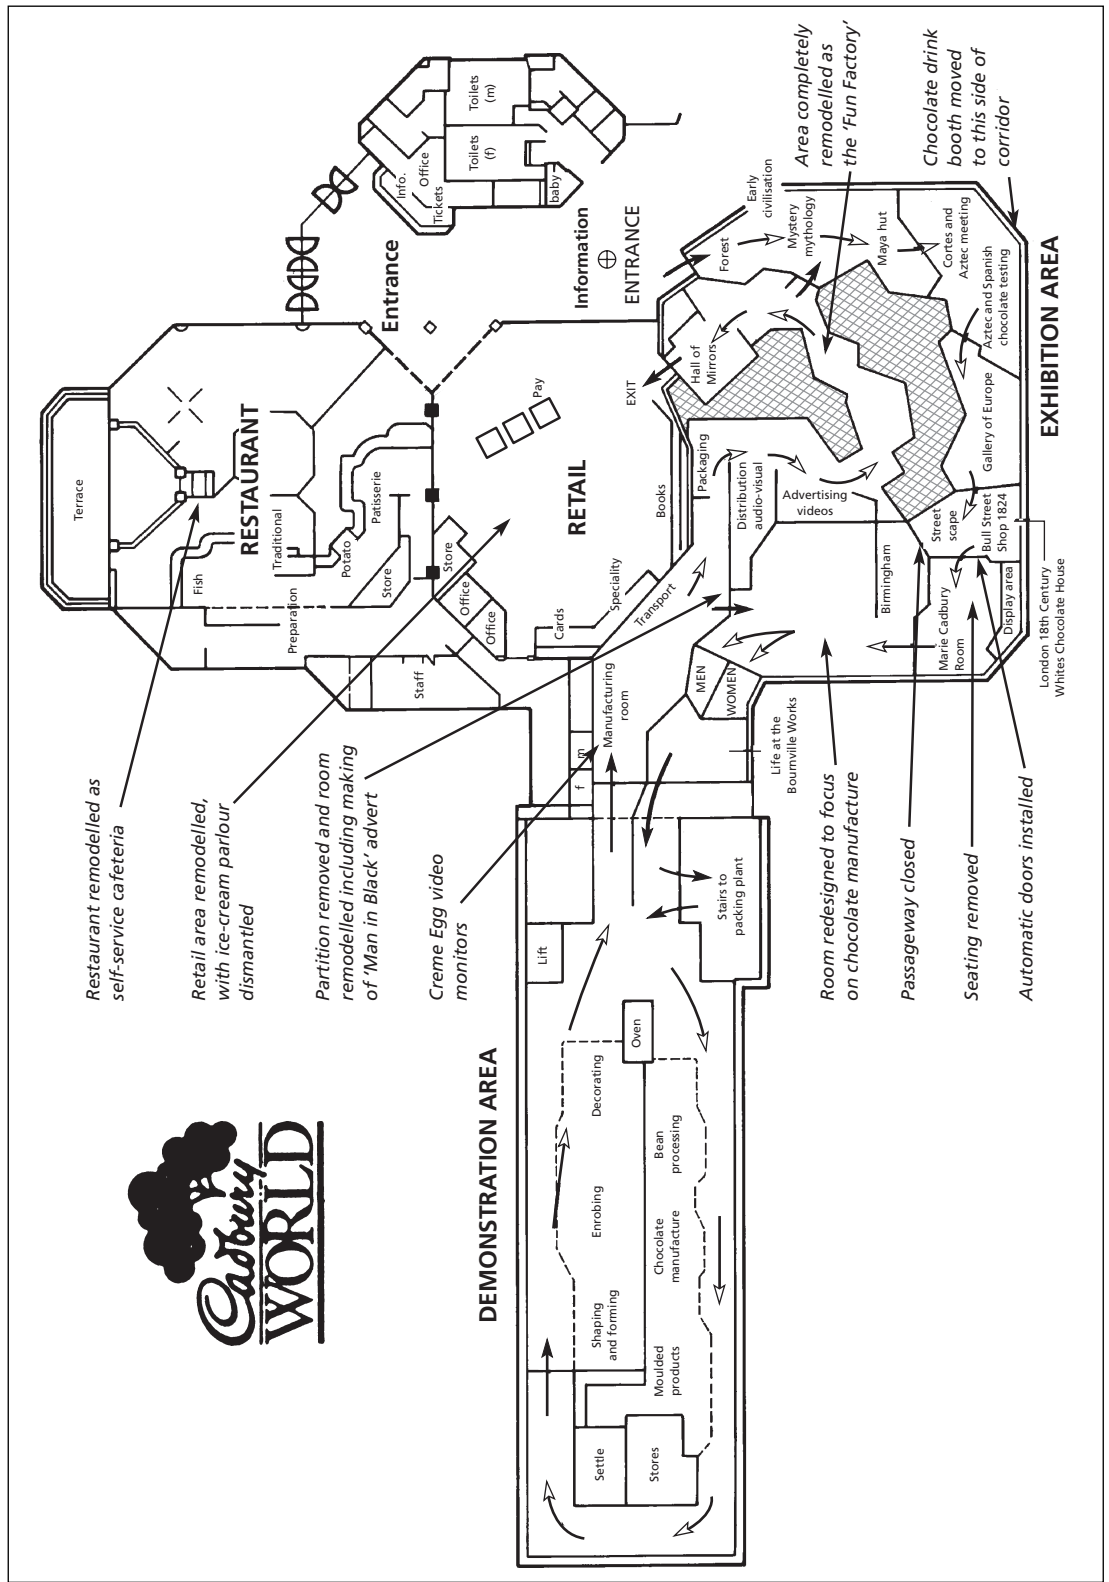 Cadbury
WORLD
Restaurant remodelled as
self-service cafeteria
Retail area remodelled,
with ice-cream parlour
dismantled
Partition removed and room
remodelled including making
of ‘Man in Black’ advert
Creme Egg video
monitors
Terrace
RESTAURANT
Fish
Traditional
Potato
Patisserie
Store
Preparation
Staff
Office
Office
Store
Entrance
Info.
Office
Tickets
Toilets
(m)
Toilets
(f)
baby
Information
ENTRANCE
RETAIL
Pay
Books
Cards
Speciality
Transport
Manufacturing
room
f
m
MEN
WOMEN
Life at the
Bournville Works
DEMONSTRATION AREA
Lift
Oven
Stairs to
packing plant
Decorating
Enrobing
Shaping
and forming
Bean
processing
Chocolate
manufacture
Moulded
products
Settle
Stores
EXIT
Hall of
Mirrors
Forest
Early
civilisation
Mystery
mythology
Maya hut
Cortes and
Aztec meeting
Aztec and Spanish
chocolate testing
Gallery of Europe
Packaging
Distribution
audio-visual
Advertising
videos
Birmingham
Street
scape
Bull Street
Shop 1824
Marie Cadbury
Room
Display area
London 18th Century
Whites Chocolate House
EXHIBITION AREA
Area completely
remodelled as
the ‘Fun Factory’
Chocolate drink
booth moved
to this side of
corridor
Room redesigned to focus
on chocolate manufacture
Passageway closed
Seating removed
Automatic doors installed